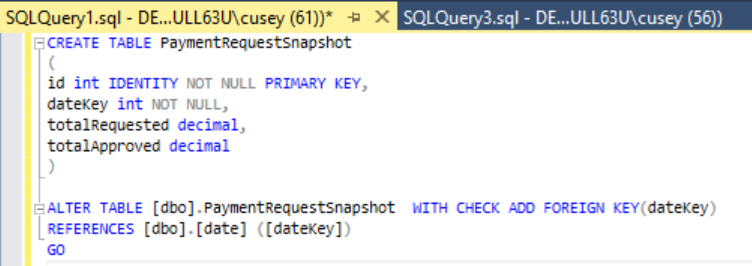 SQLQuery1.sql - DE...ULL63U\cusey (61))* SQLQuery3.sql - DE...ULL63U\cusey (56))
CREATE TABLE PaymentRequestSnapshot
(
id int IDENTITY NOT NULL PRIMARY KEY,
dateKey int NOT NULL,
totalRequested decimal,
totalApproved decimal
)
ALTER TABLE [dbo].PaymentRequestSnapshot  WITH CHECK ADD FOREIGN KEY(dateKey)
REFERENCES [dbo].[date] ([dateKey])
GO